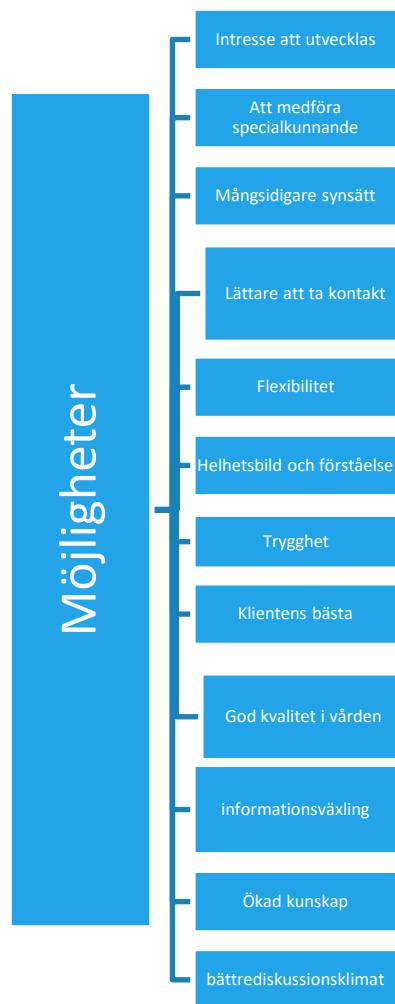 Möjligheter
Intresse att utvecklas
Att medföra
specialkunnande
Mångsidigare synsätt
Lättare att ta kontakt
Flexibilitet
Helhetsbild och förståelse
Trygghet
Klientens bästa
God kvalitet i vården
informationsväxling
Ökad kunskap
bättrediskussionsklimat